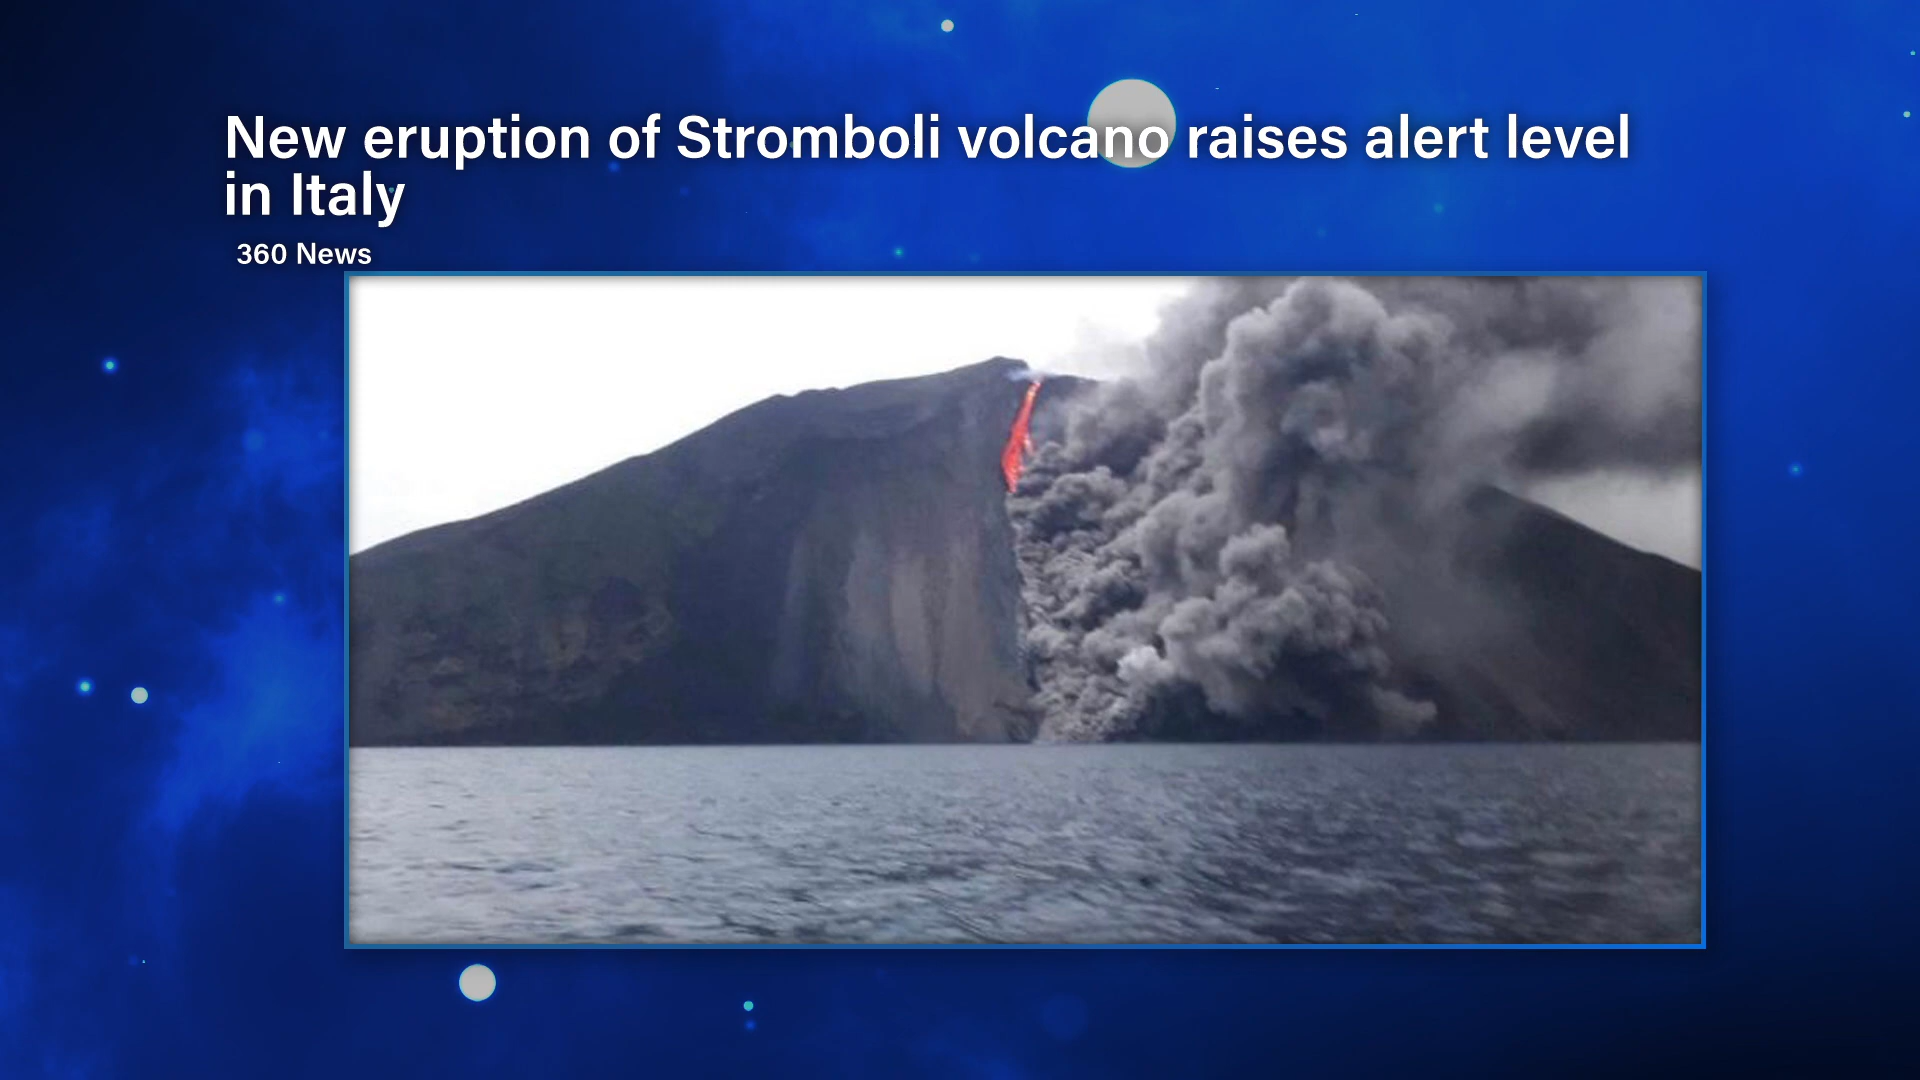 New eruption of Stromboli volcano raises alert level
in Italy
360 News